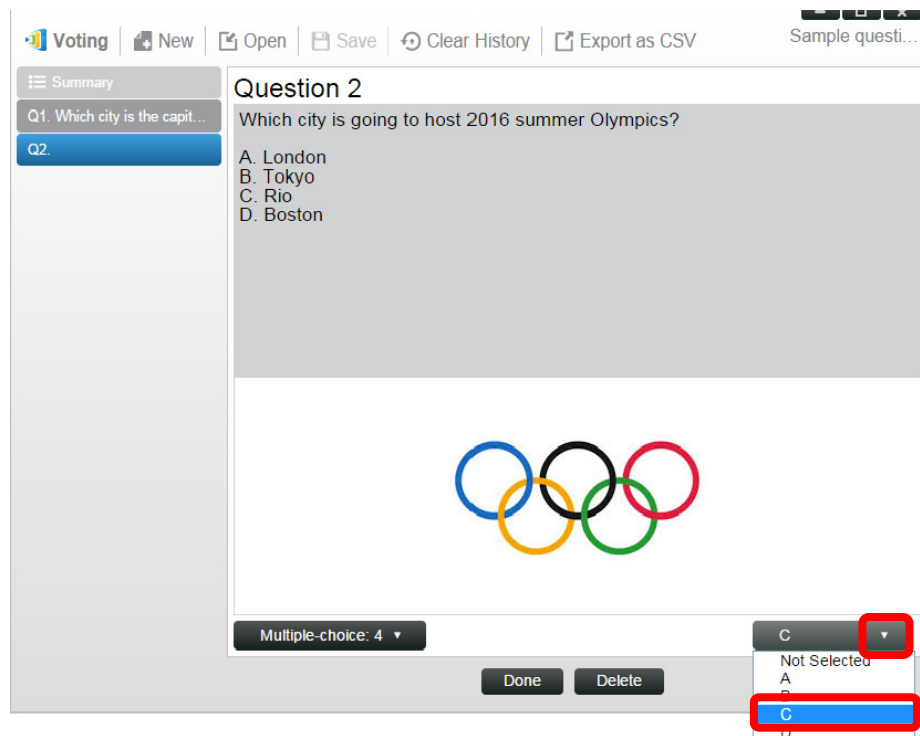 Voting New Open Save Clear History Export as CSV Sample questi...
Summary
Q1. Which city is the capit...
Q2.
Question 2
Which city is going to host 2016 summer Olympics?
A. London
B. Tokyo
C. Rio
D. Boston
Multiple-choice: 4
C
Done Delete
Not Selected
A
B
C
D